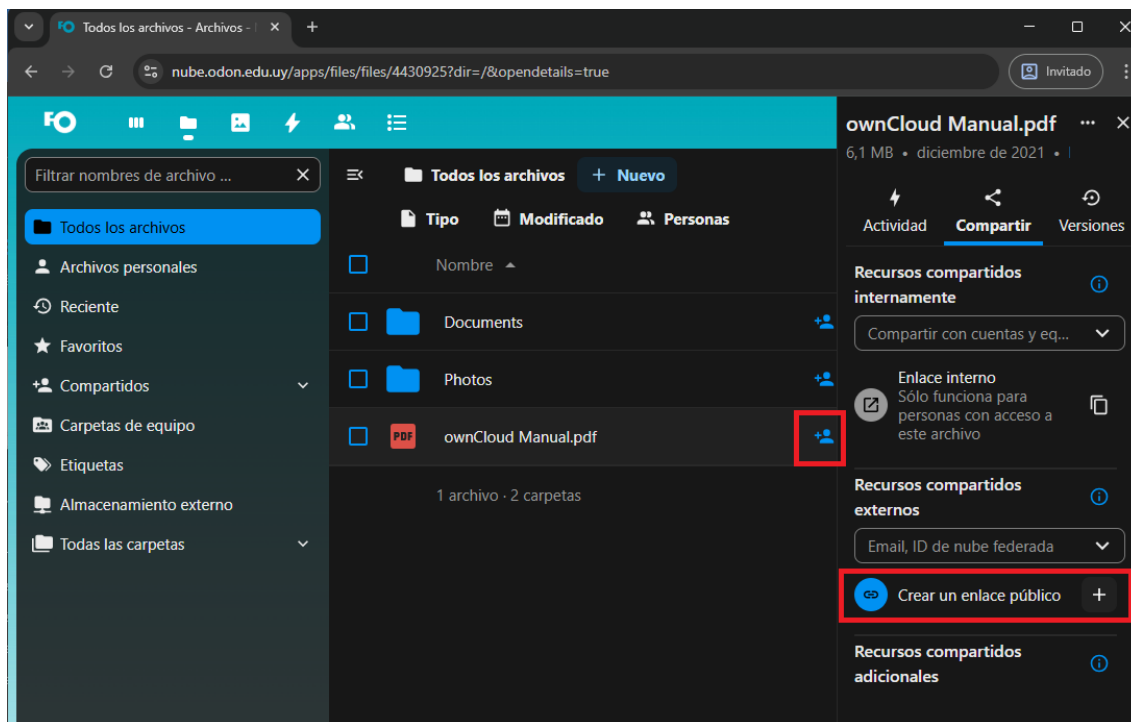 FO Todos los archivos - Archivos -
nube.odon.edu.uy/apps/files/files/4430925?dir=/&opendetails=true
Invitado
FO
Filtrar nombres de archivo ...
Todos los archivos
Archivos personales
Reciente
Favoritos
Compartidos
Carpetas de equipo
Etiquetas
Almacenamiento externo
Todas las carpetas
Todos los archivos + Nuevo
Tipo Modificado Personas
Nombre
Documents
Photos
PDF ownCloud Manual.pdf
1 archivo · 2 carpetas
ownCloud Manual.pdf ...
6,1 MB • diciembre de 2021 •
Actividad Compartir Versiones
Recursos compartidos
internamente
Compartir con cuentas y eq...
Enlace interno
Sólo funciona para
personas con acceso a
este archivo
Recursos compartidos
externos
Email, ID de nube federada
Crear un enlace público +
Recursos compartidos
adicionales